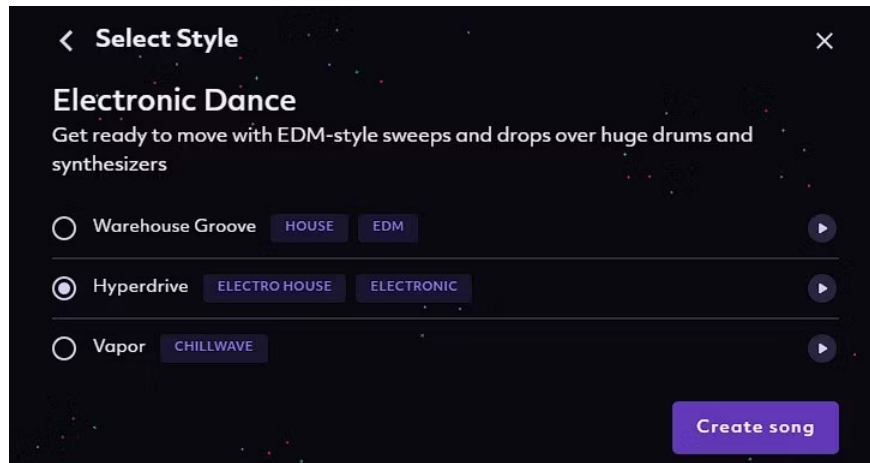 Select Style
Electronic Dance
Get ready to move with EDM-style sweeps and drops over huge drums and
synthesizers
Warehouse Groove HOUSE EDM
Hyperdrive ELECTRO HOUSE ELECTRONIC
Vapor CHILLWAVE
Create song